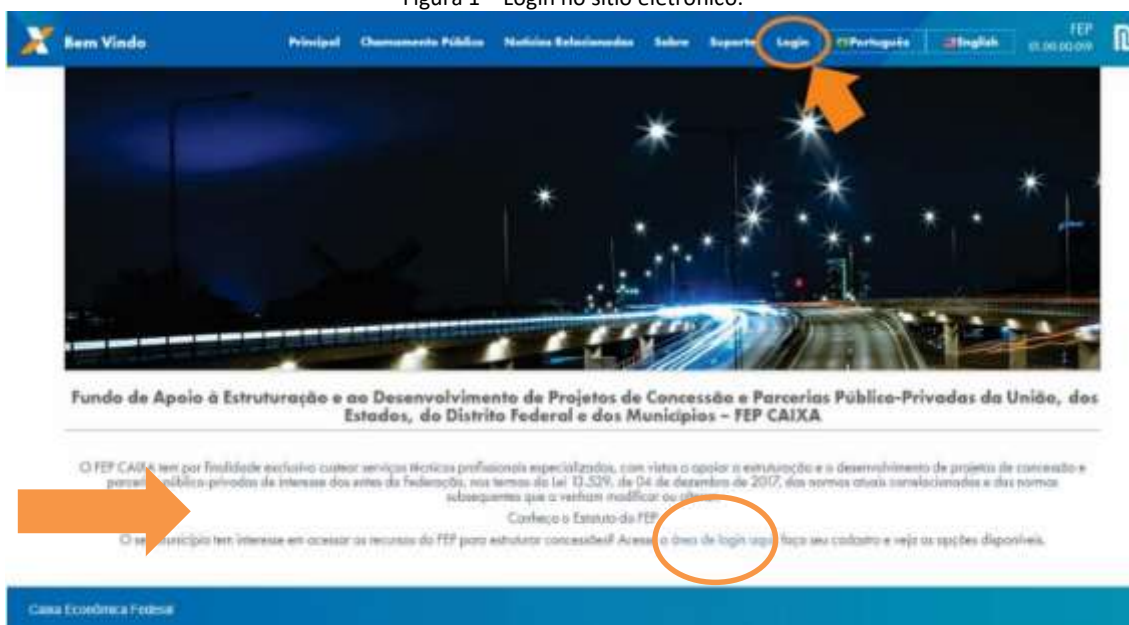 Figura 1 – Login no sítio eletrônico.
Bem Vindo
Principal Chamamento Público Notícias Relacionadas Sobre Suporte Login Português English FEP
01.00.00.019
Fundo de Apoio à Estruturação e ao Desenvolvimento de Projetos de Concessão e Parcerias Público-Privadas da União, dos
Estados, do Distrito Federal e dos Municípios – FEP CAIXA
O FEP CAIXA tem por finalidade exclusiva custear serviços técnicos profissionais especializados, com vistas a apoiar a estruturação e o desenvolvimento de projetos de concessão e
público-privadas de interesse dos entes da Federação, nos termos da Lei 13.529, de 04 de dezembro de 2017, das normas atuais correlacionadas e das normas
subsequentes que a venham modificar ou
Conheça o Estatuto do FEP
O seu município tem interesse em acessar os recursos do FEP para estruturar concessões? Acesse a área de login aqui faça seu cadastro e veja as opções disponíveis.
Caixa Econômica Federal